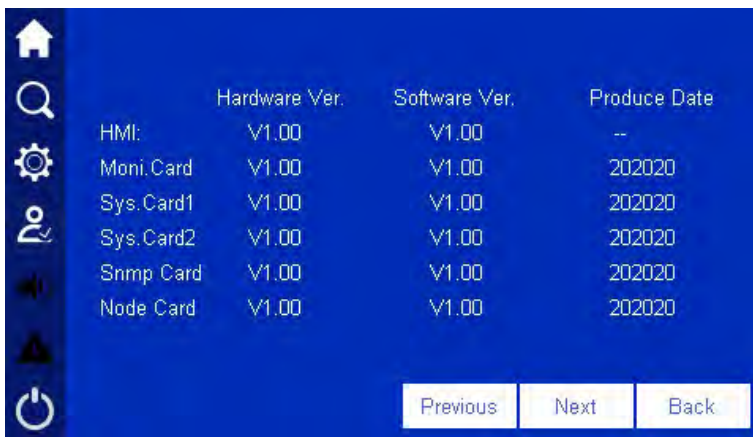 Hardware Ver. Software Ver. Produce Date
HMI: V1.00 V1.00 --
Moni.Card V1.00 V1.00 202020
Sys.Card1 V1.00 V1.00 202020
Sys.Card2 V1.00 V1.00 202020
Snmp Card V1.00 V1.00 202020
Node Card V1.00 V1.00 202020
Previous Next Back